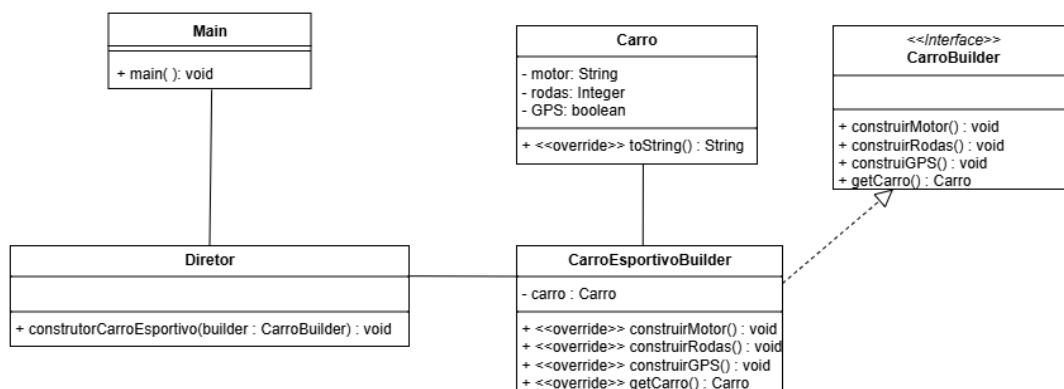 Main
+ main( ): void
Carro
- motor: String
- rodas: Integer
- GPS: boolean
+ <<override>> toString() : String
<<Interface>>
CarroBuilder
+ construirMotor() : void
+ construirRodas() : void
+ construiGPS() : void
+ getCarro() : Carro
Diretor
+ construtorCarroEsportivo(builder : CarroBuilder) : void
CarroEsportivoBuilder
- carro : Carro
+ <<override>> construirMotor() : void
+ <<override>> construirRodas() : void
+ <<override>> construirGPS() : void
+ <<override>> getCarro() : Carro